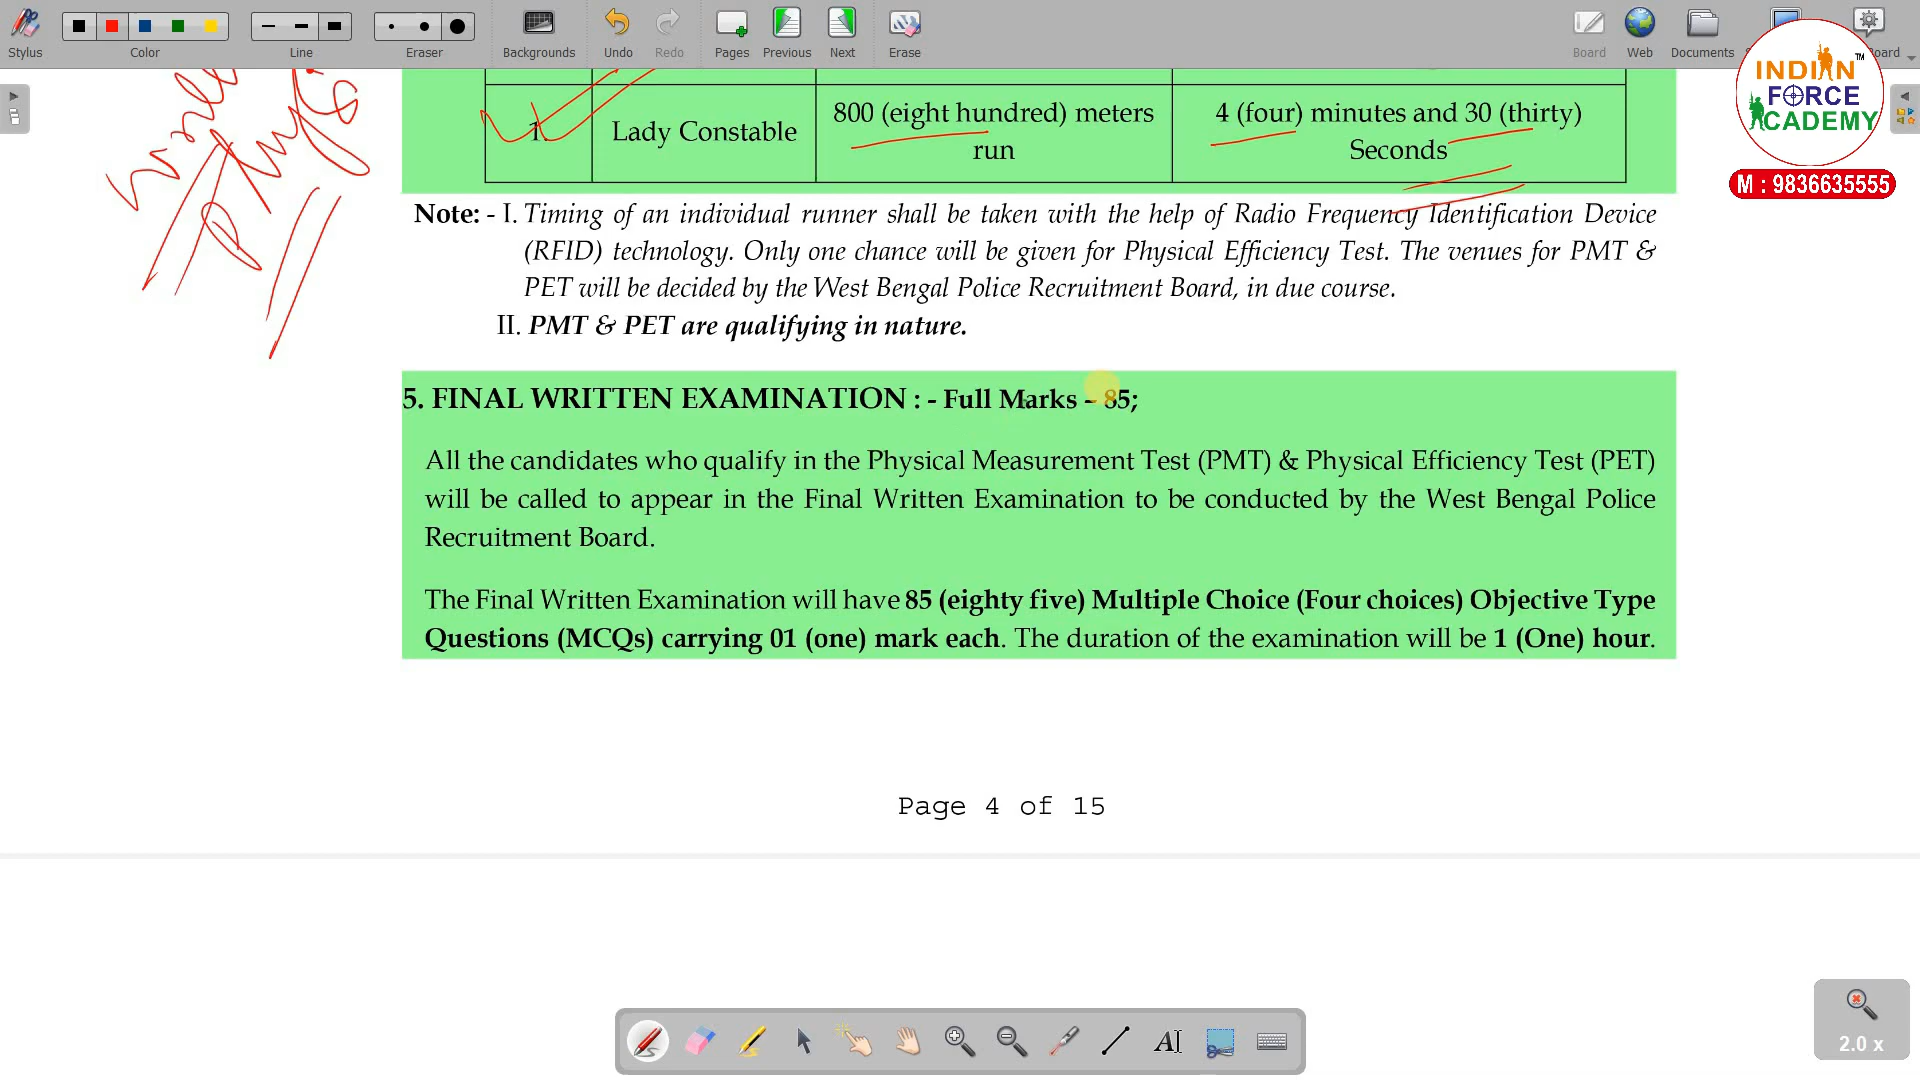 Stylus
Color
Line
Eraser
Backgrounds
Undo
Redo
Pages
Previous
Next
Erase
Board
Web
Documents
INDIAN
FORCE
ACADEMY
TM
M : 9836635555
1.
Lady Constable
800 (eight hundred) meters
run
4 (four) minutes and 30 (thirty)
Seconds
Note: - I. Timing of an individual runner shall be taken with the help of Radio Frequency Identification Device
(RFID) technology. Only one chance will be given for Physical Efficiency Test. The venues for PMT &
PET will be decided by the West Bengal Police Recruitment Board, in due course.
II. PMT & PET are qualifying in nature.
5. FINAL WRITTEN EXAMINATION : - Full Marks – 85;
All the candidates who qualify in the Physical Measurement Test (PMT) & Physical Efficiency Test (PET)
will be called to appear in the Final Written Examination to be conducted by the West Bengal Police
Recruitment Board.
The Final Written Examination will have 85 (eighty five) Multiple Choice (Four choices) Objective Type
Questions (MCQs) carrying 01 (one) mark each. The duration of the examination will be 1 (One) hour.
Page 4 of 15
2.0 x